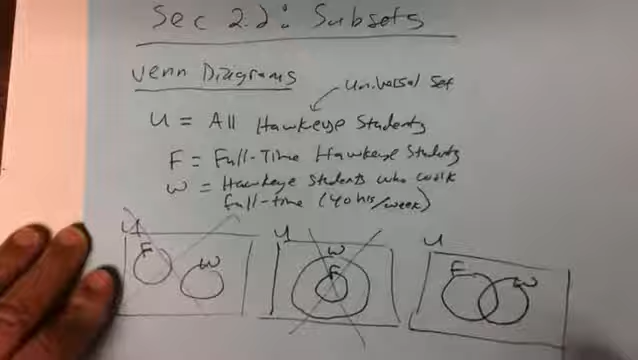 Sec 2.2: Subsets
Venn Diagrams
Universal Set
U = All Hawkeye Students
F = Full-Time Hawkeye Students
W = Hawkeye Students who work
full-time (40 hrs/week)
U U U
F W W F F W